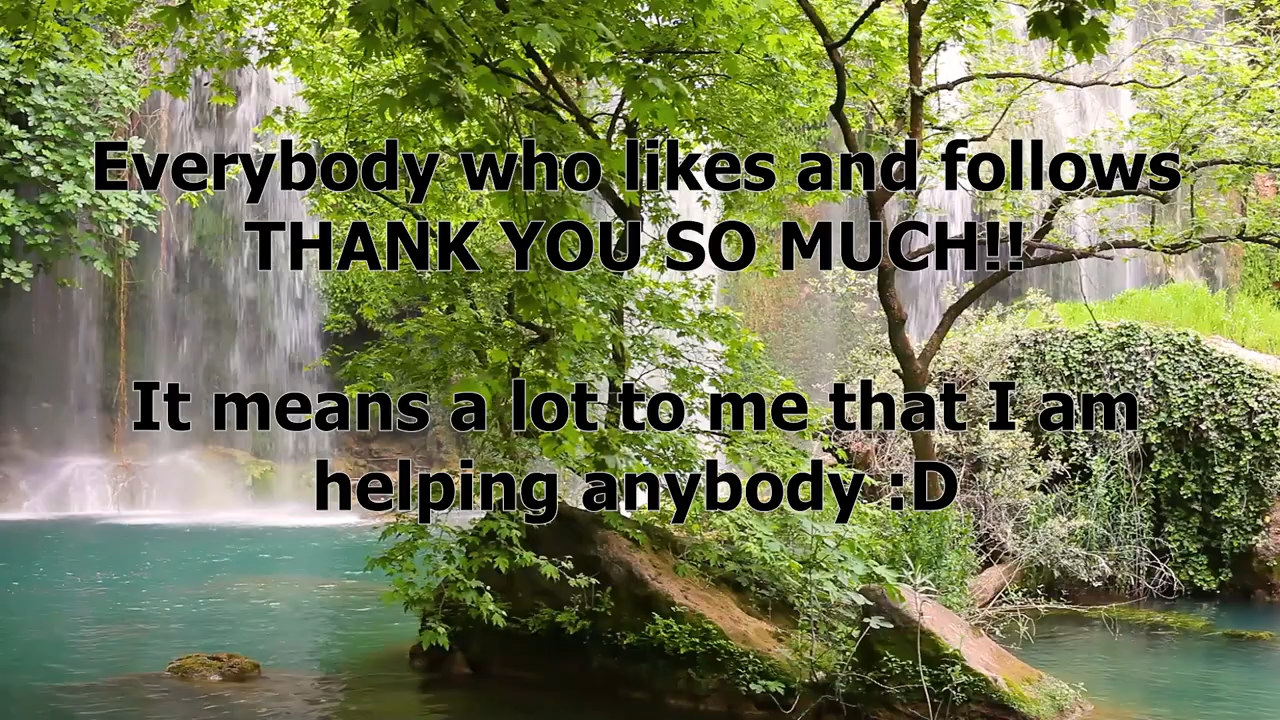 Everybody who likes and follows
THANK YOU SO MUCH!!
It means a lot to me that I am
helping anybody :D